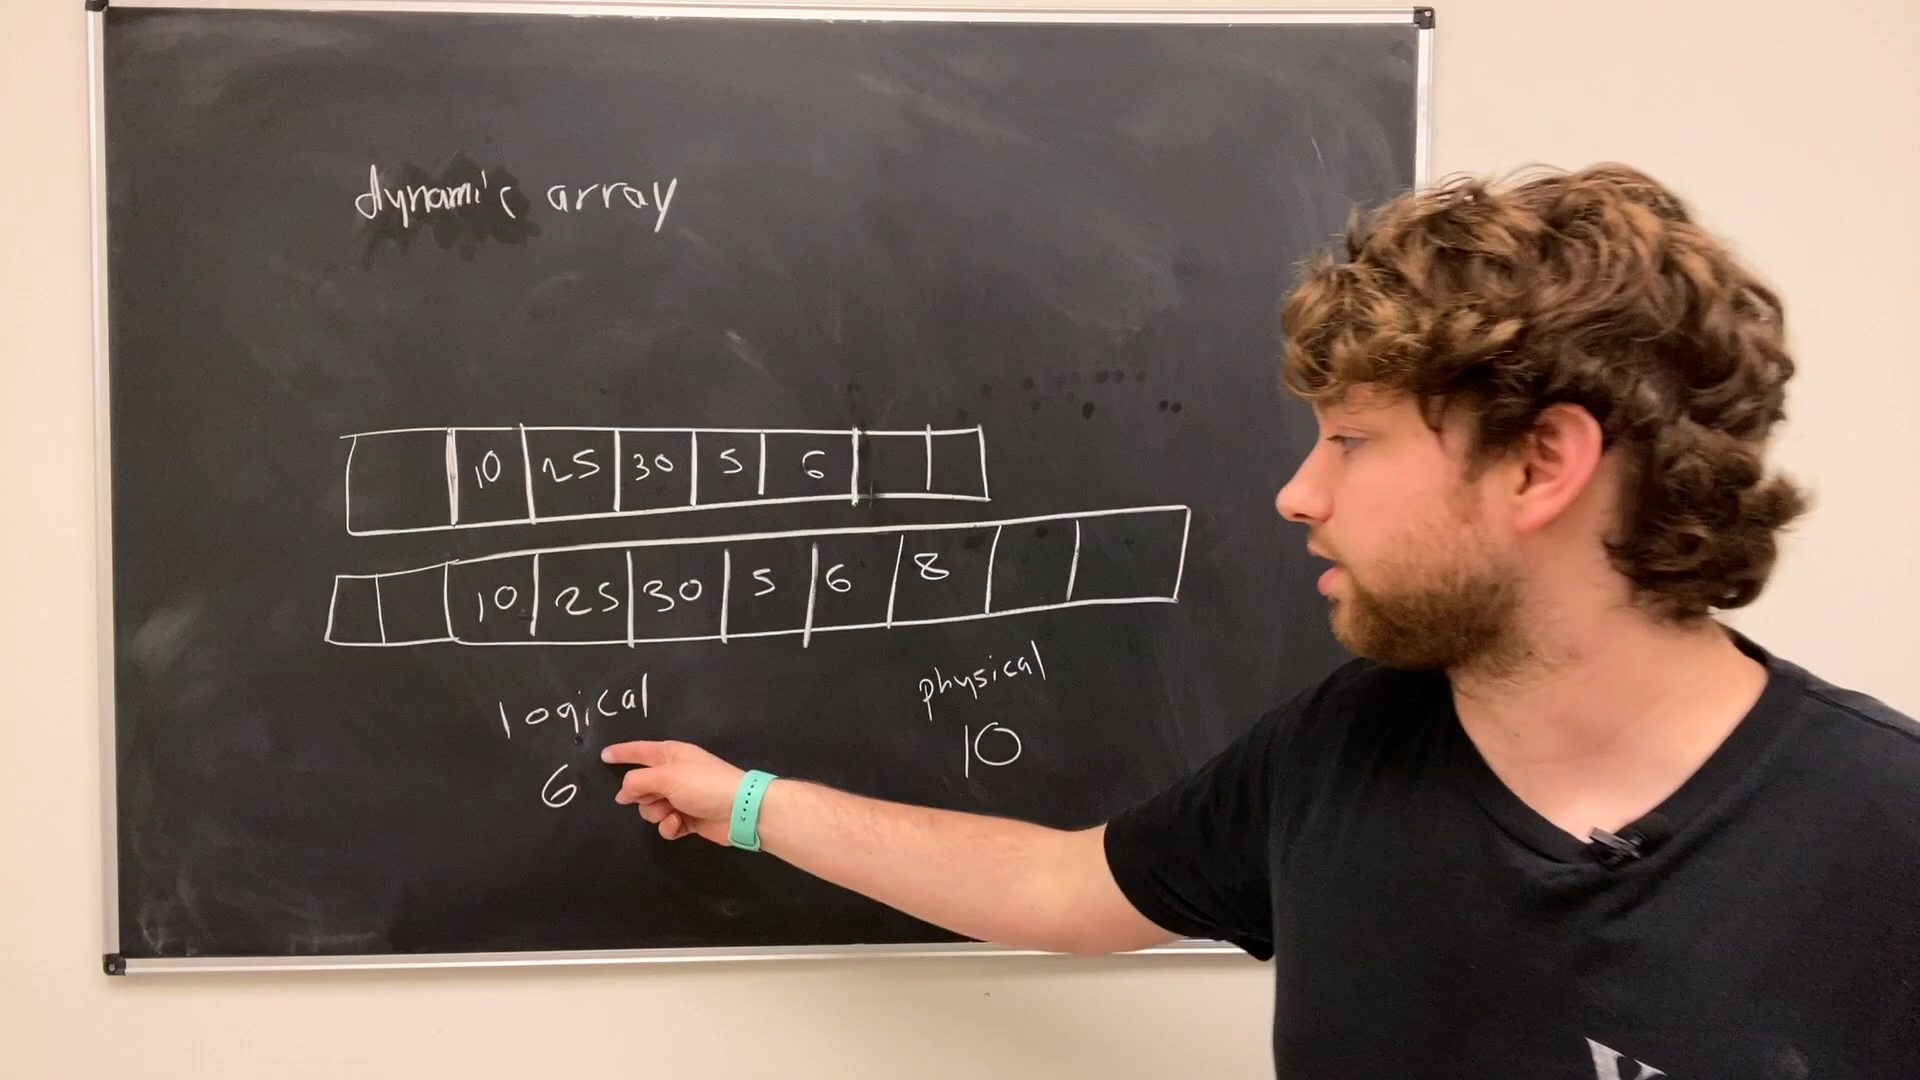 dynamic array
10 25 30 5 6
10 25 30 5 6 8
logical physical
6 10